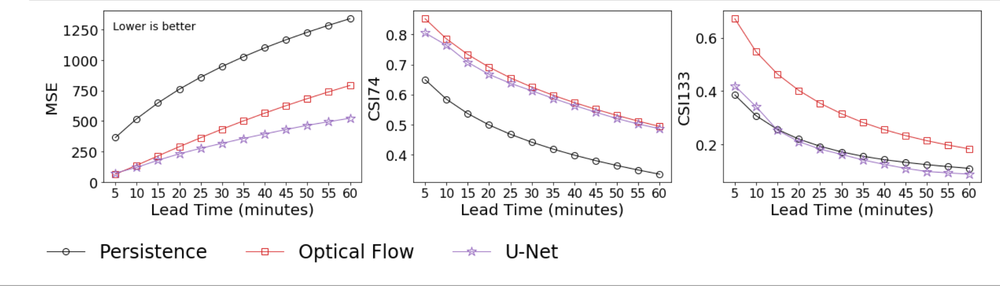 Lower is better
MSE
1250
1000
750
500
250
0
5 10 15 20 25 30 35 40 45 50 55 60
Lead Time (minutes)
CSI74
0.8
0.7
0.6
0.5
0.4
5 10 15 20 25 30 35 40 45 50 55 60
Lead Time (minutes)
CSI133
0.6
0.4
0.2
5 10 15 20 25 30 35 40 45 50 55 60
Lead Time (minutes)
Persistence Optical Flow U-Net